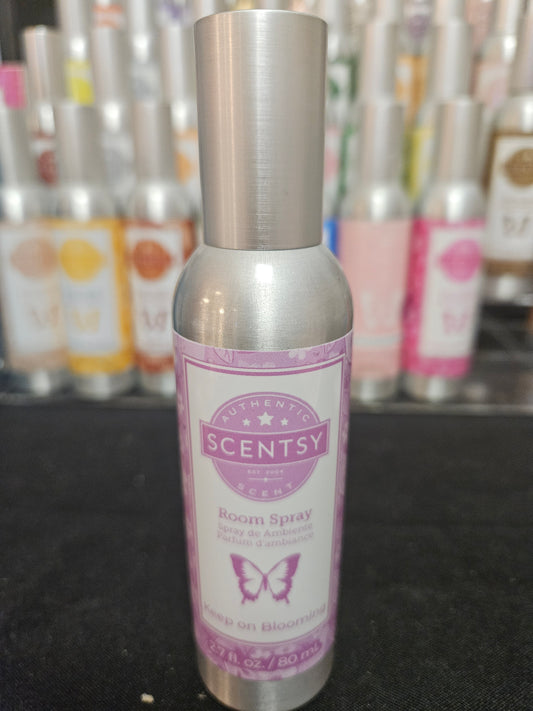 AUTHENTIC
SCENTSY
EST. 2004
SCENT
Room Spray
Spray de Ambiente
Parfum d'ambiance
Keep on Blooming
2.7 fl. oz. / 80 mL